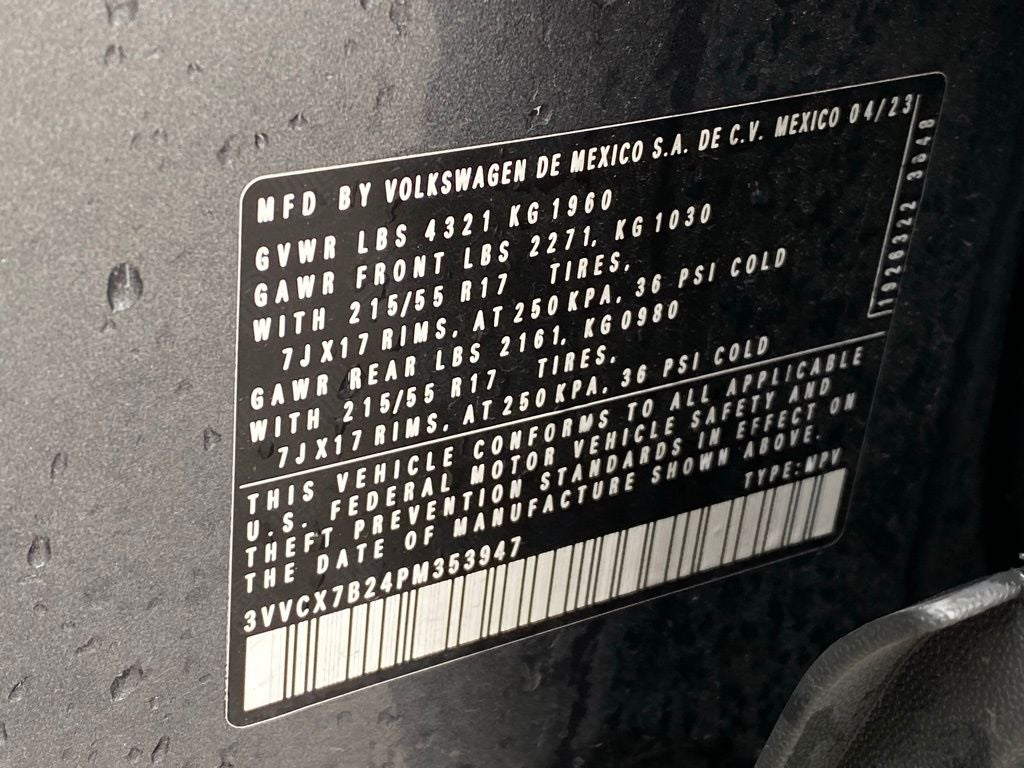 MFD BY VOLKSWAGEN DE MEXICO S.A. DE C.V. MEXICO 04/23
GVWR LBS 4321 KG 1960
GAWR FRONT LBS 2271, KG 1030
WITH 215/55 R17 TIRES,
7JX17 RIMS, AT 250 KPA, 36 PSI COLD
GAWR REAR LBS 2161, KG0980
WITH 215/55 R17 TIRES,
7JX17 RIMS, AT 250 KPA, 36 PSI COLD
1926322 3048
THIS VEHICLE CONFORMS TO ALL APPLICABLE
U.S. FEDERAL MOTOR VEHICLE SAFETY AND
THEFT PREVENTION STANDARDS IN EFFECT ON
THE DATE OF MANUFACTURE SHOWN ABOVE.
TYPE:MPV
3VVCX7B24PM353947